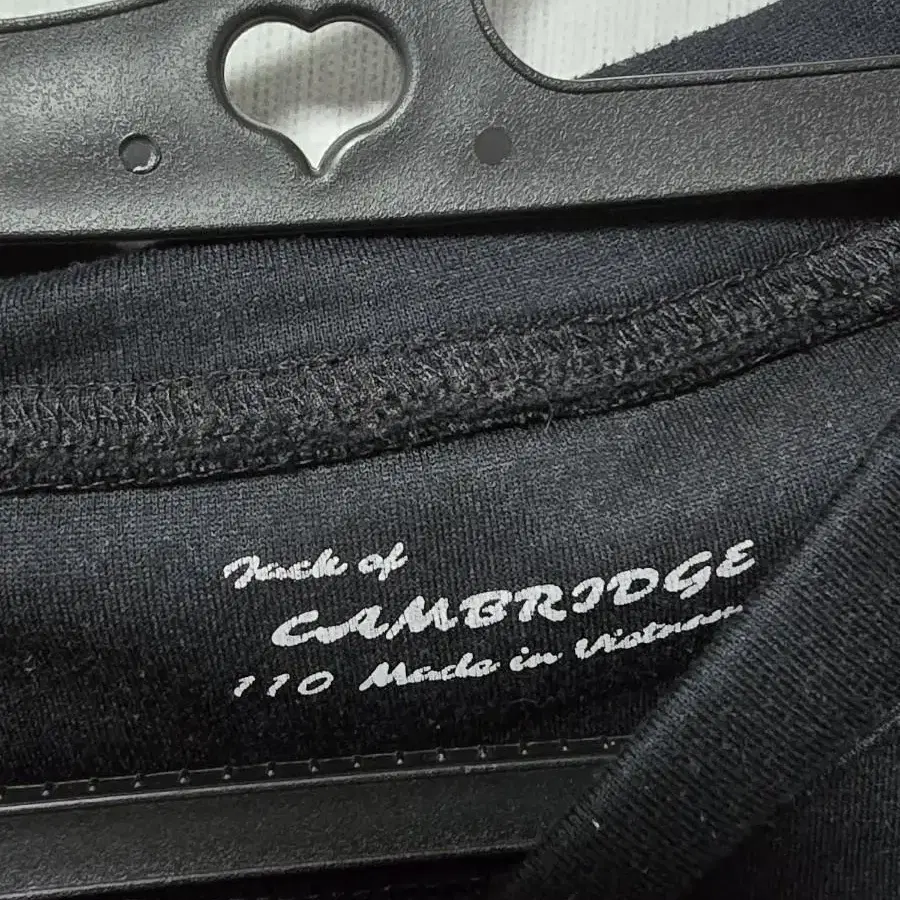 Jack of
CAMBRIDGE
110 Made in Vietnam